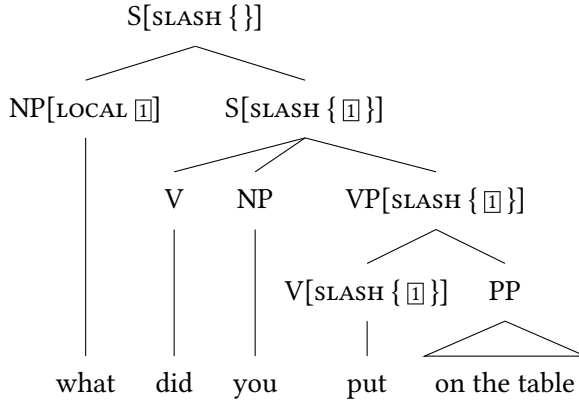 S[SLASH { }]
NP[LOCAL 1] S[SLASH { 1 }]
V NP VP[SLASH { 1 }]
V[SLASH { 1 }] PP
what did you put on the table